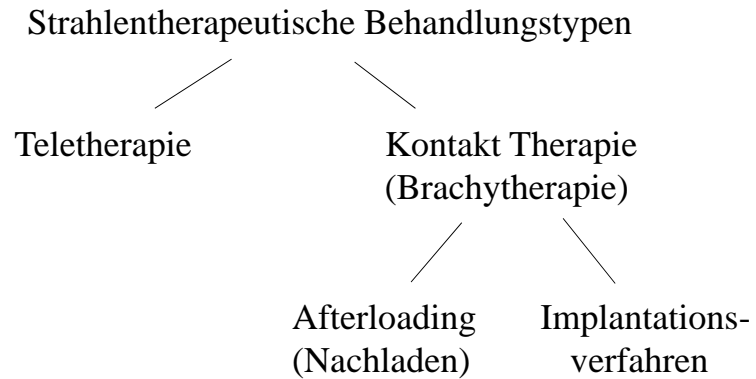 Strahlentherapeutische Behandlungstypen
Teletherapie
Kontakt Therapie
(Brachytherapie)
Afterloading
(Nachladen)
Implantations-
verfahren